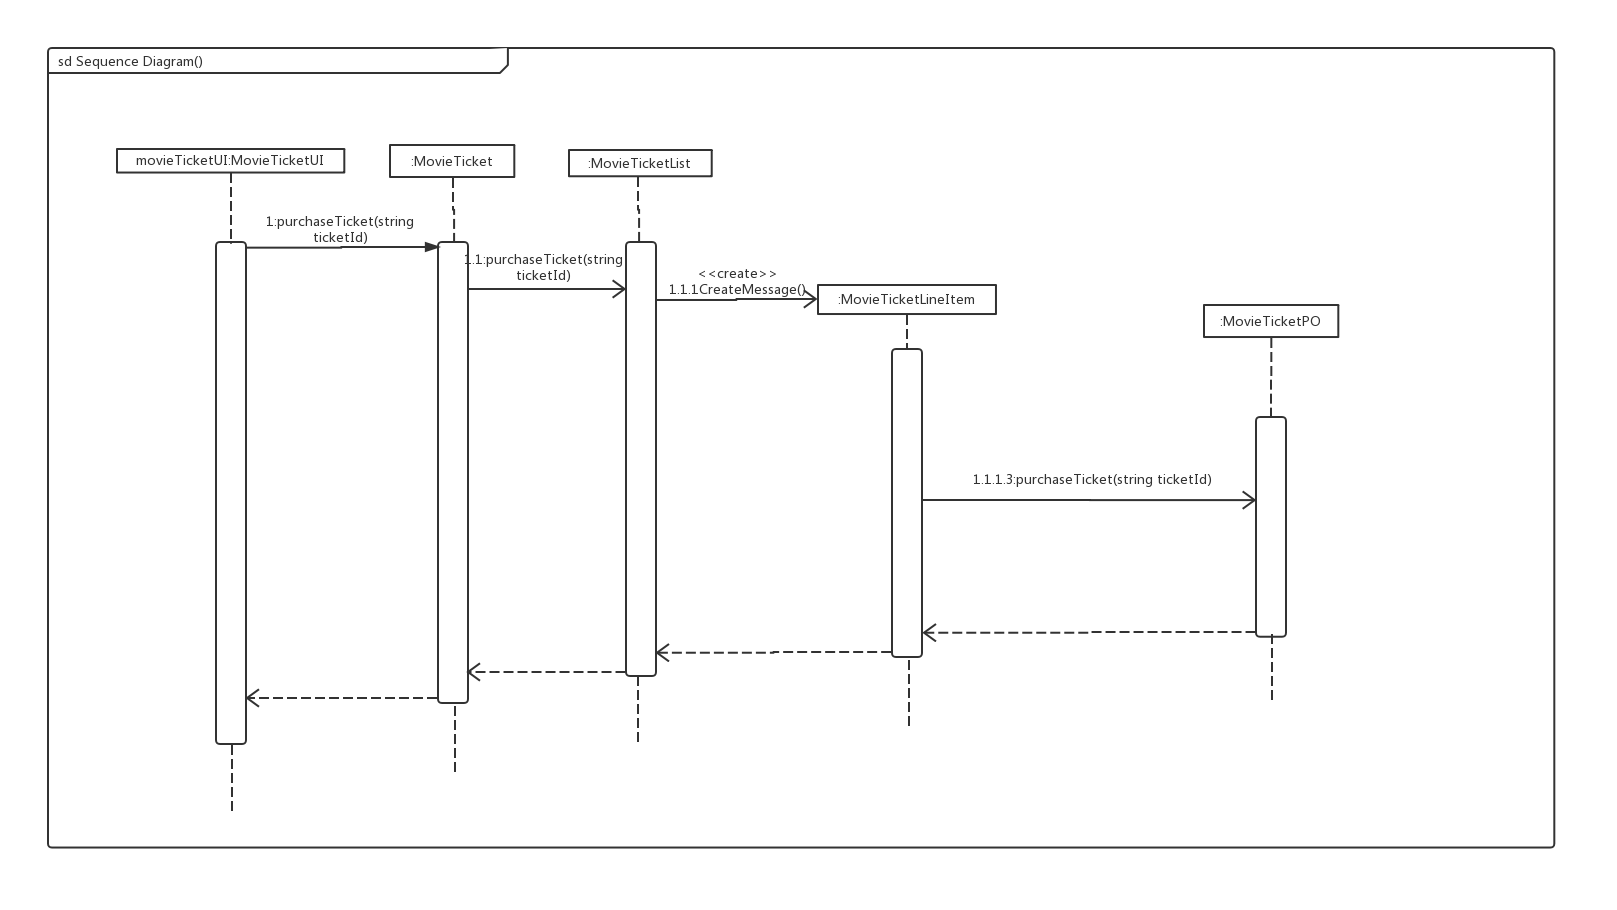 sd Sequence Diagram()
movieTicketUI:MovieTicketUI
:MovieTicket
:MovieTicketList
1:purchaseTicket(string
ticketId)
1.1:purchaseTicket(string
ticketId)
<<create>>
1.1.1CreateMessage()
:MovieTicketLineItem
:MovieTicketPO
1.1.1.3:purchaseTicket(string ticketId)